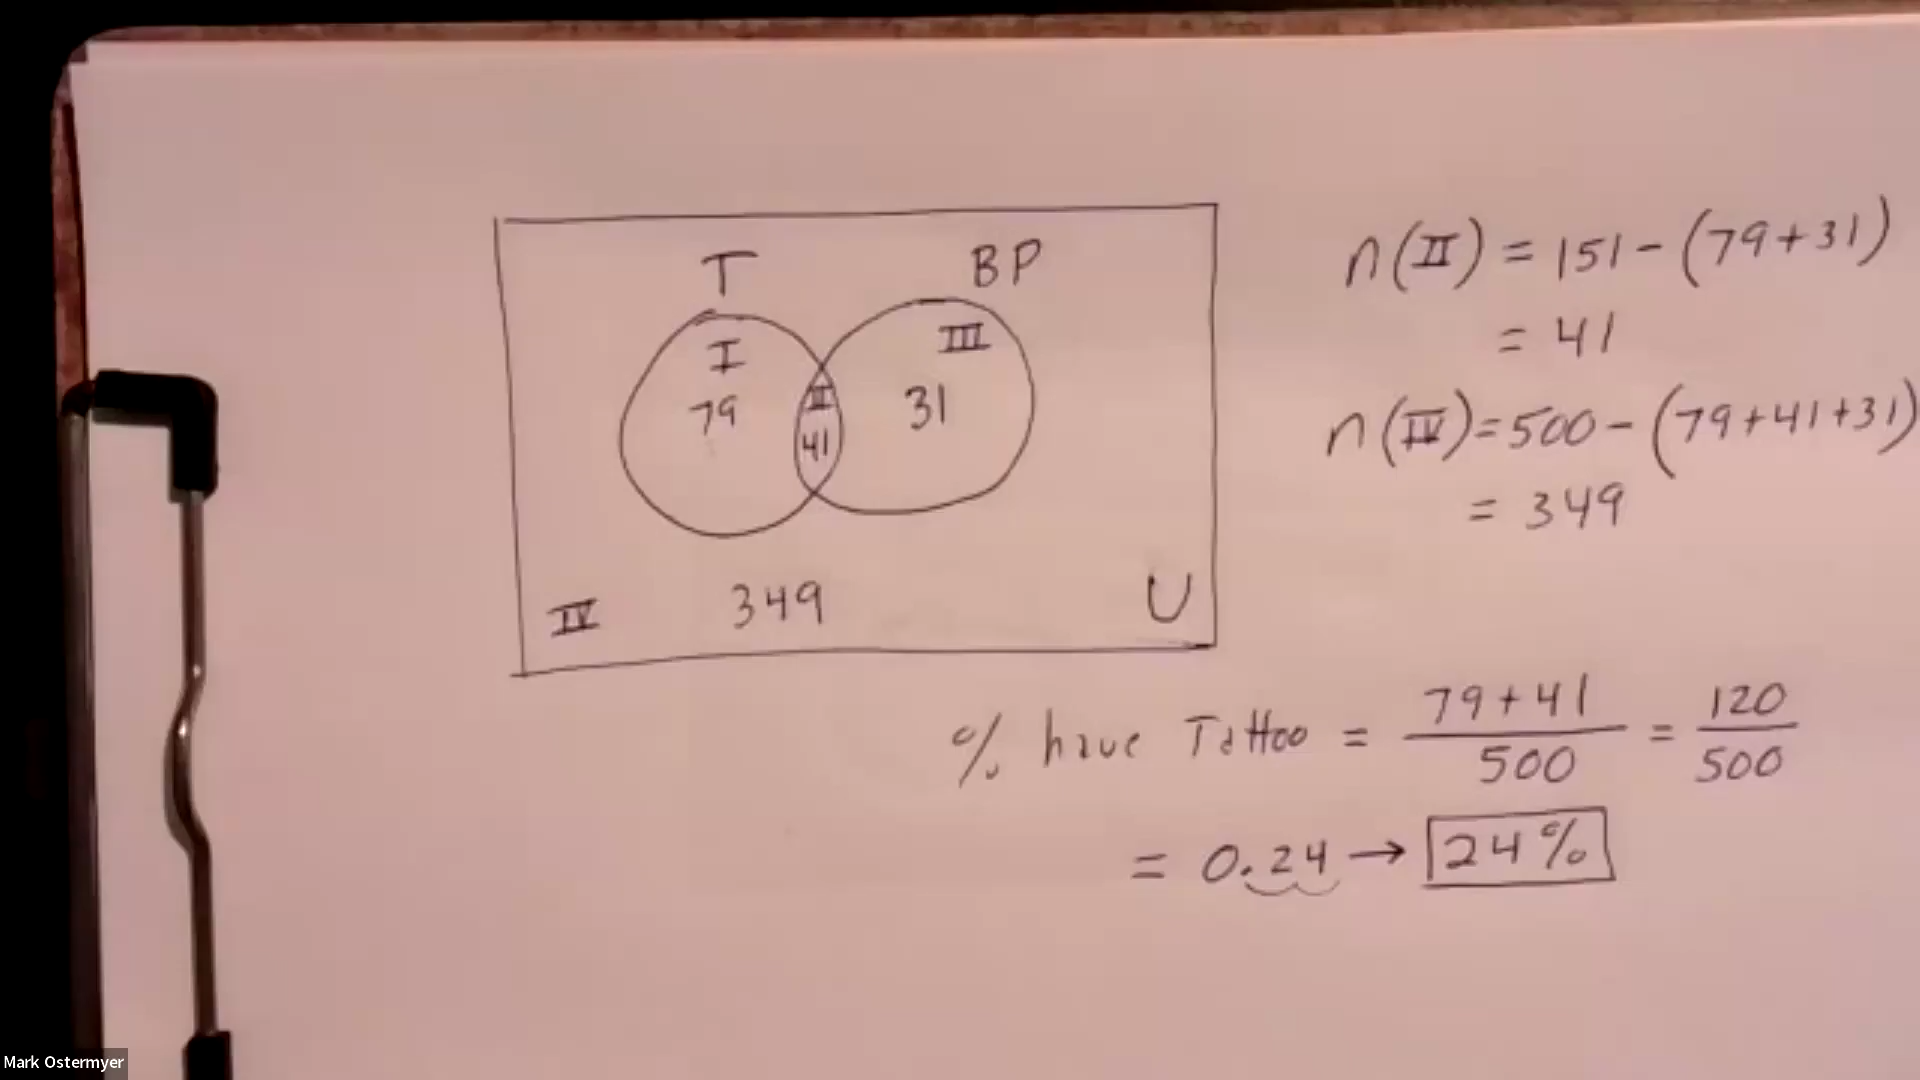 T BP
I III
79 II 31
41
IV 349 U
n(II) = 151 - (79+31)
= 41
n(IV) = 500 - (79+41+31)
= 349
% have Tattoo = 79+41 / 500 = 120 / 500
= 0.24 → 24%
Mark Ostermyer